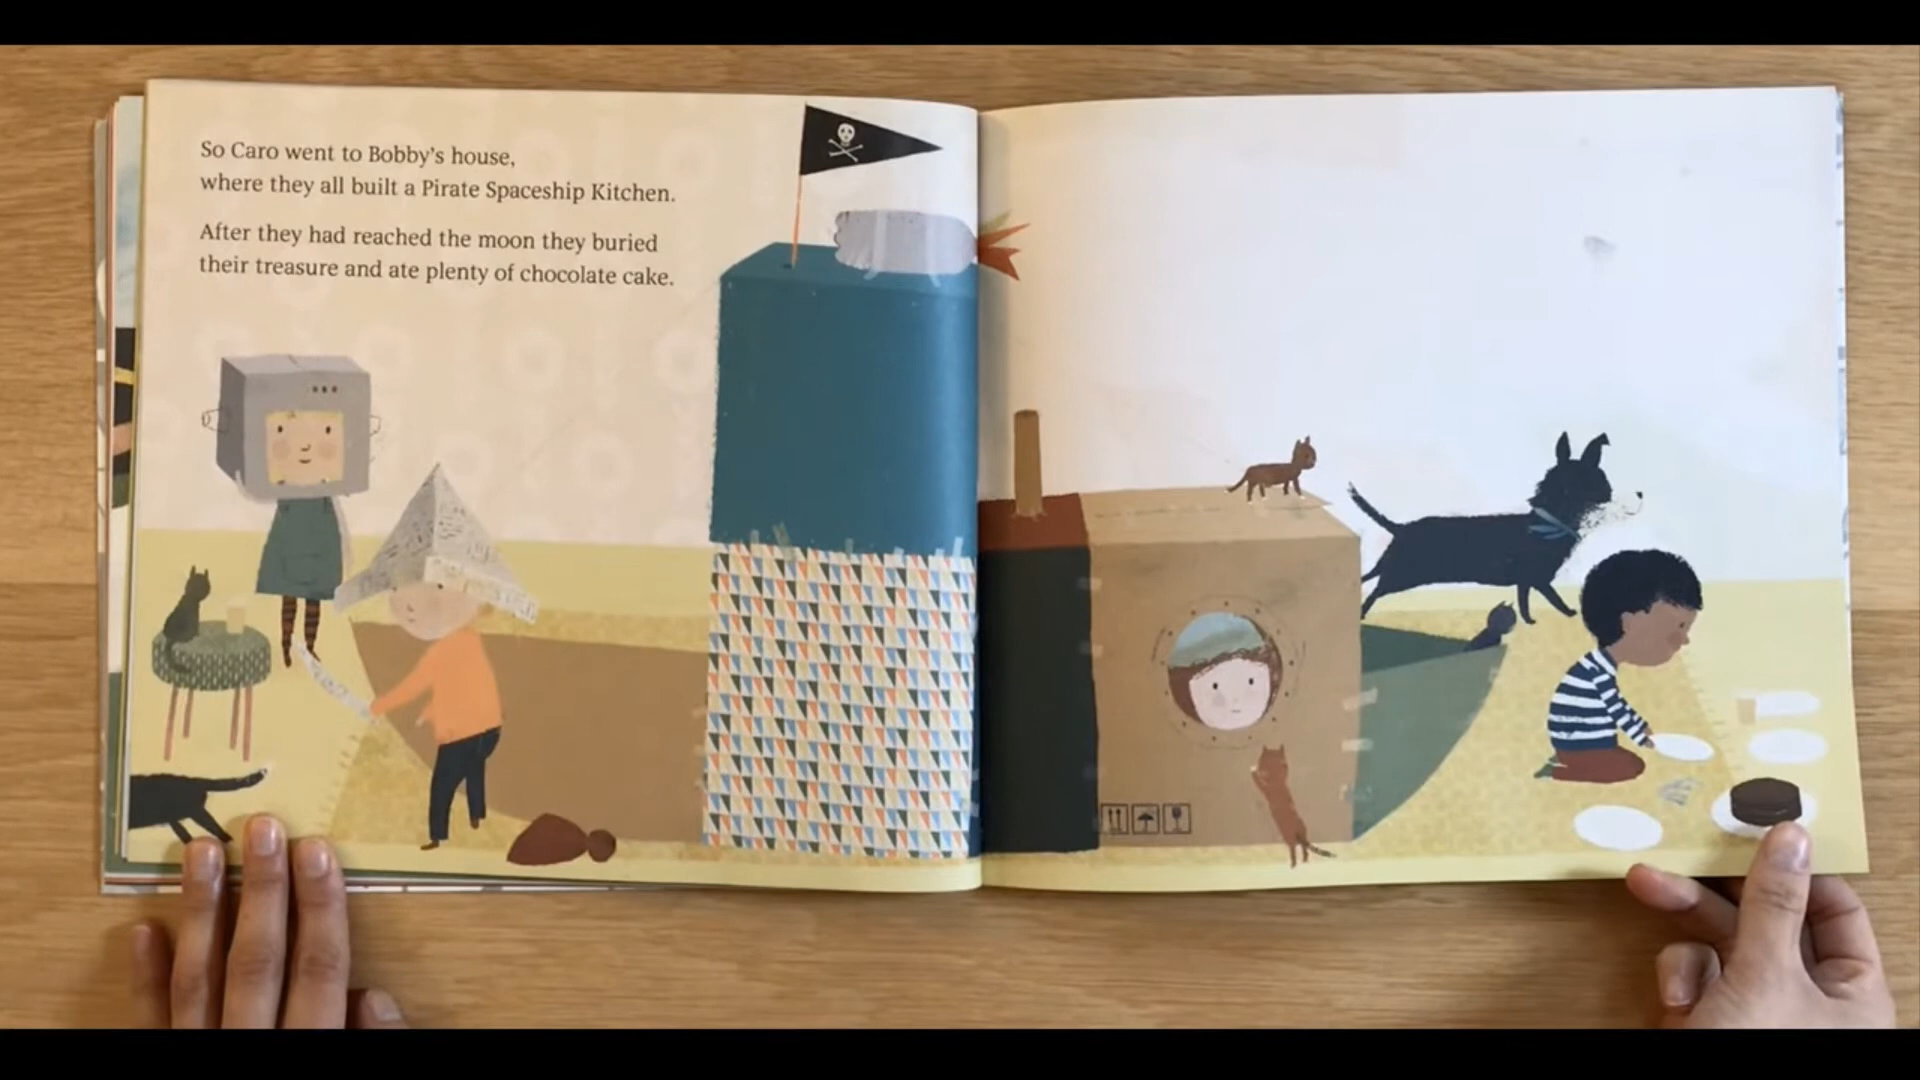 So Caro went to Bobby's house,
where they all built a Pirate Spaceship Kitchen.
After they had reached the moon they buried
their treasure and ate plenty of chocolate cake.